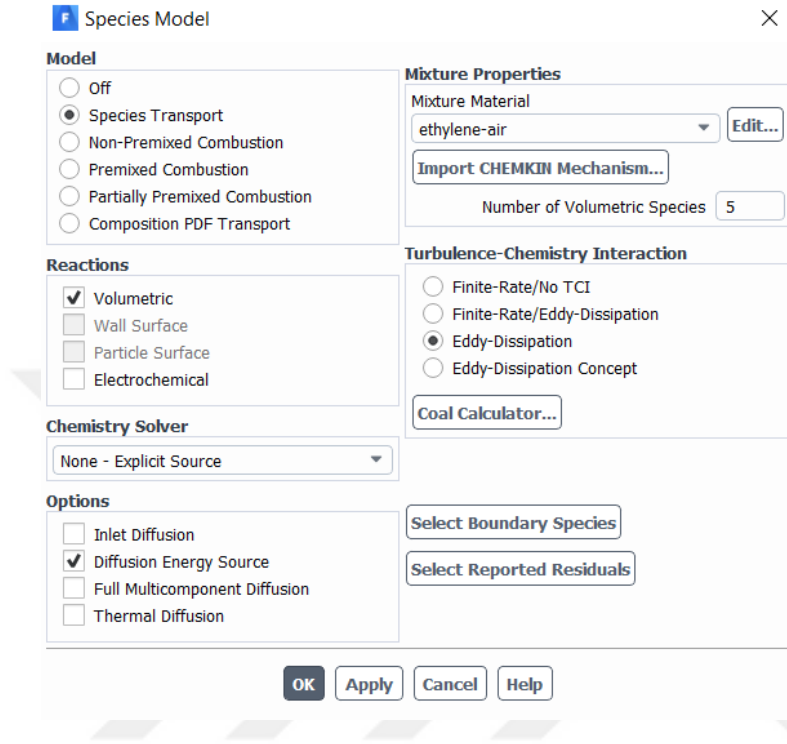 F Species Model
Model
Off
Species Transport
Non-Premixed Combustion
Premixed Combustion
Partially Premixed Combustion
Composition PDF Transport
Reactions
Volumetric
Wall Surface
Particle Surface
Electrochemical
Chemistry Solver
None - Explicit Source
Options
Inlet Diffusion
Diffusion Energy Source
Full Multicomponent Diffusion
Thermal Diffusion
Mixture Properties
Mixture Material
ethylene-air Edit...
Import CHEMKIN Mechanism...
Number of Volumetric Species 5
Turbulence-Chemistry Interaction
Finite-Rate/No TCI
Finite-Rate/Eddy-Dissipation
Eddy-Dissipation
Eddy-Dissipation Concept
Coal Calculator...
Select Boundary Species
Select Reported Residuals
OK Apply Cancel Help